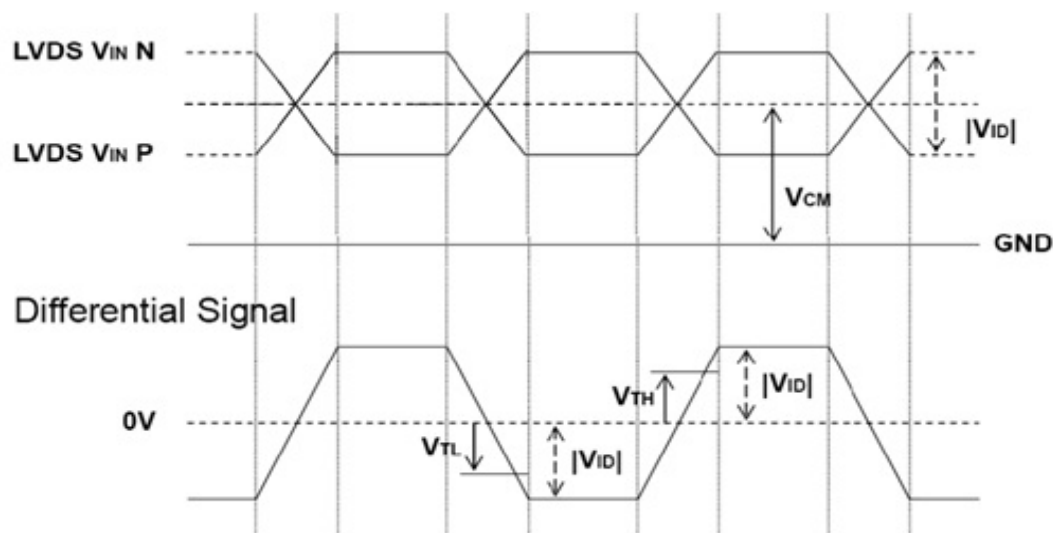 LVDS VIN N
|VID|
LVDS VIN P
VCM
GND
Differential Signal
VTH
|VID|
0V
VTL
|VID|